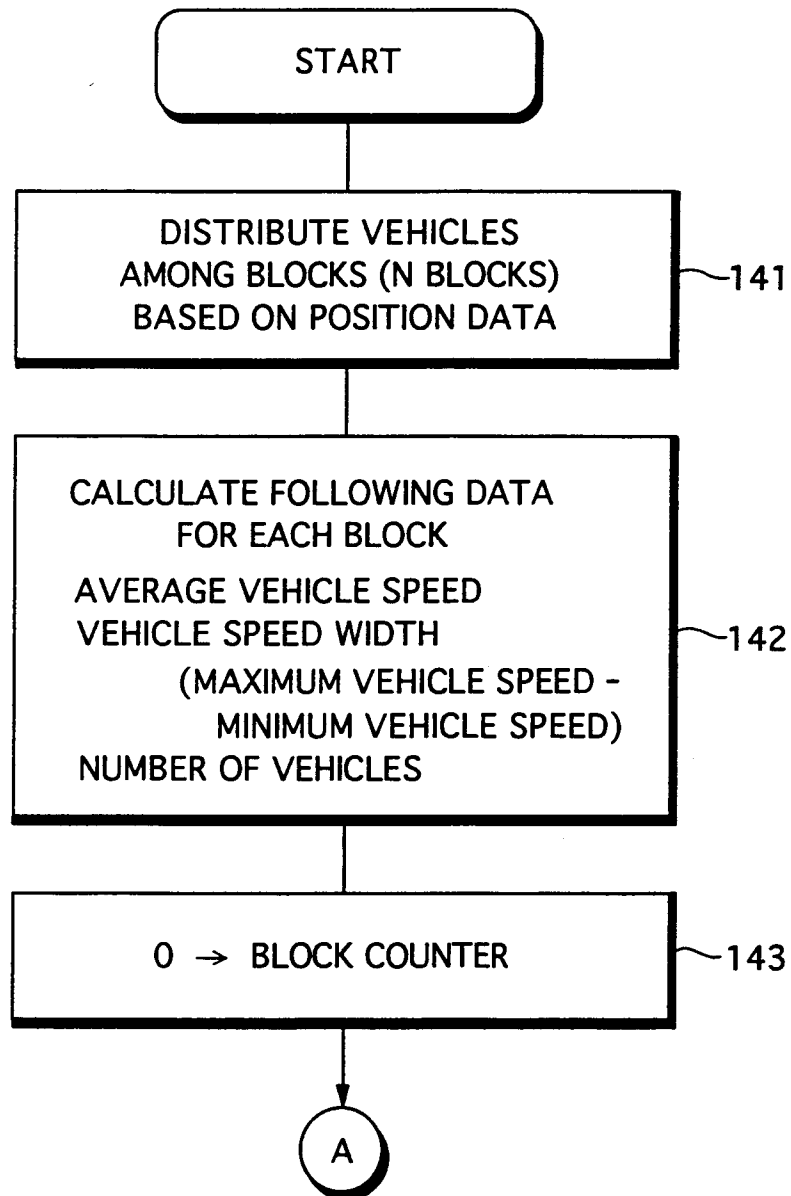 START
DISTRIBUTE VEHICLES
AMONG BLOCKS (N BLOCKS)
BASED ON POSITION DATA
141
CALCULATE FOLLOWING DATA
FOR EACH BLOCK
AVERAGE VEHICLE SPEED
VEHICLE SPEED WIDTH
(MAXIMUM VEHICLE SPEED -
MINIMUM VEHICLE SPEED)
NUMBER OF VEHICLES
142
0 → BLOCK COUNTER
143
A